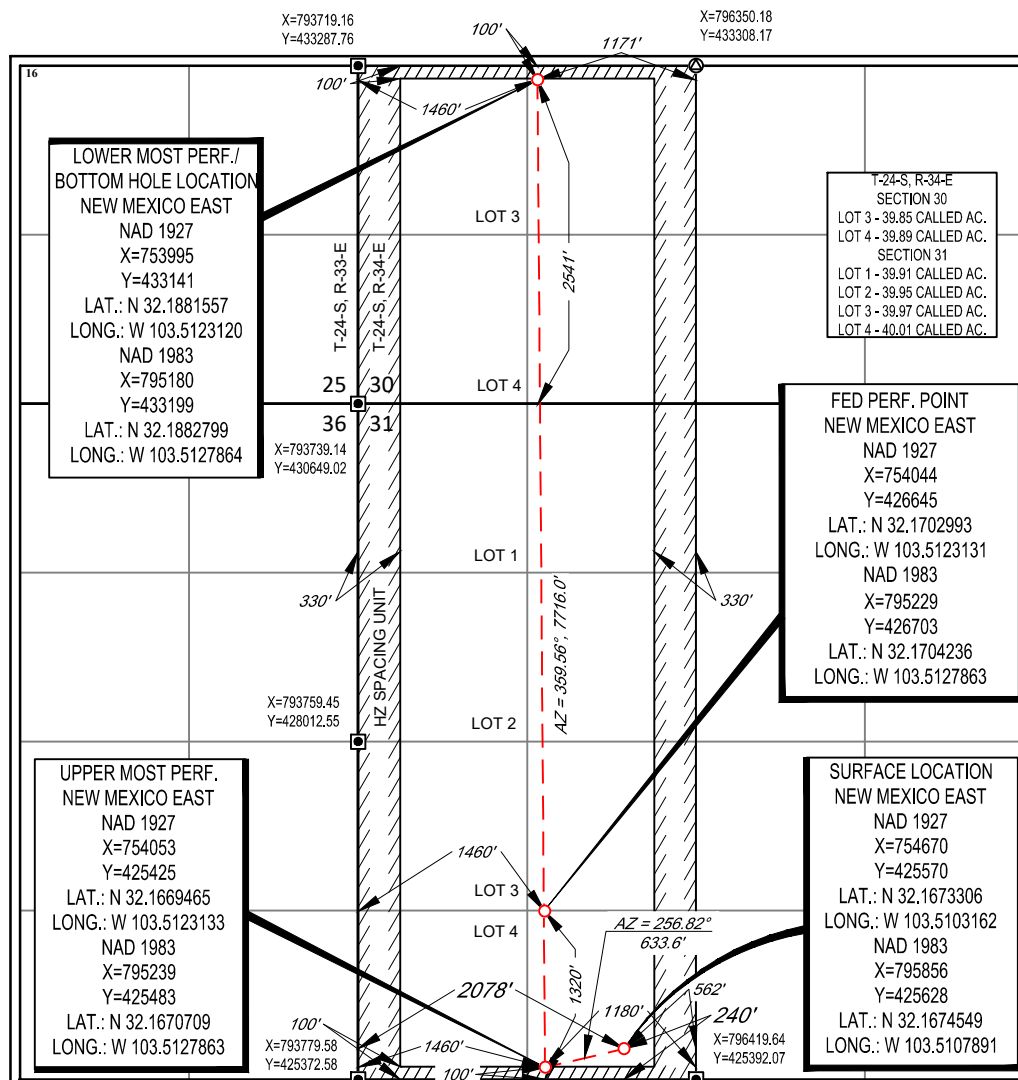 X=793719.16
Y=433287.76
100'
1171'
X=796350.18
Y=433308.17
16
100'
1460'
LOWER MOST PERF./
BOTTOM HOLE LOCATION
NEW MEXICO EAST
NAD 1927
X=753995
Y=433141
LAT.: N 32.1881557
LONG.: W 103.5123120
NAD 1983
X=795180
Y=433199
LAT.: N 32.1882799
LONG.: W 103.5127864
T-24-S, R-33-E
T-24-S, R-34-E
LOT 3
2541'
T-24-S, R-34-E
SECTION 30
LOT 3 - 39.85 CALLED AC.
LOT 4 - 39.89 CALLED AC.
SECTION 31
LOT 1 - 39.91 CALLED AC.
LOT 2 - 39.95 CALLED AC.
LOT 3 - 39.97 CALLED AC.
LOT 4 - 40.01 CALLED AC.
25 30
LOT 4
36 31
X=793739.14
Y=430649.02
FED PERF. POINT
NEW MEXICO EAST
NAD 1927
X=754044
Y=426645
LAT.: N 32.1702993
LONG.: W 103.5123131
NAD 1983
X=795229
Y=426703
LAT.: N 32.1704236
LONG.: W 103.5127863
LOT 1
330'
330'
HZ SPACING UNIT
AZ = 359.56°, 7716.0'
X=793759.45
Y=428012.55
LOT 2
UPPER MOST PERF.
NEW MEXICO EAST
NAD 1927
X=754053
Y=425425
LAT.: N 32.1669465
LONG.: W 103.5123133
NAD 1983
X=795239
Y=425483
LAT.: N 32.1670709
LONG.: W 103.5127863
1460'
LOT 3
LOT 4
AZ = 256.82°
633.6'
1320'
SURFACE LOCATION
NEW MEXICO EAST
NAD 1927
X=754670
Y=425570
LAT.: N 32.1673306
LONG.: W 103.5103162
NAD 1983
X=795856
Y=425628
LAT.: N 32.1674549
LONG.: W 103.5107891
2078'
562'
1180'
240'
100'
X=793779.58
Y=425372.58
1460'
100'
X=796419.64
Y=425392.07